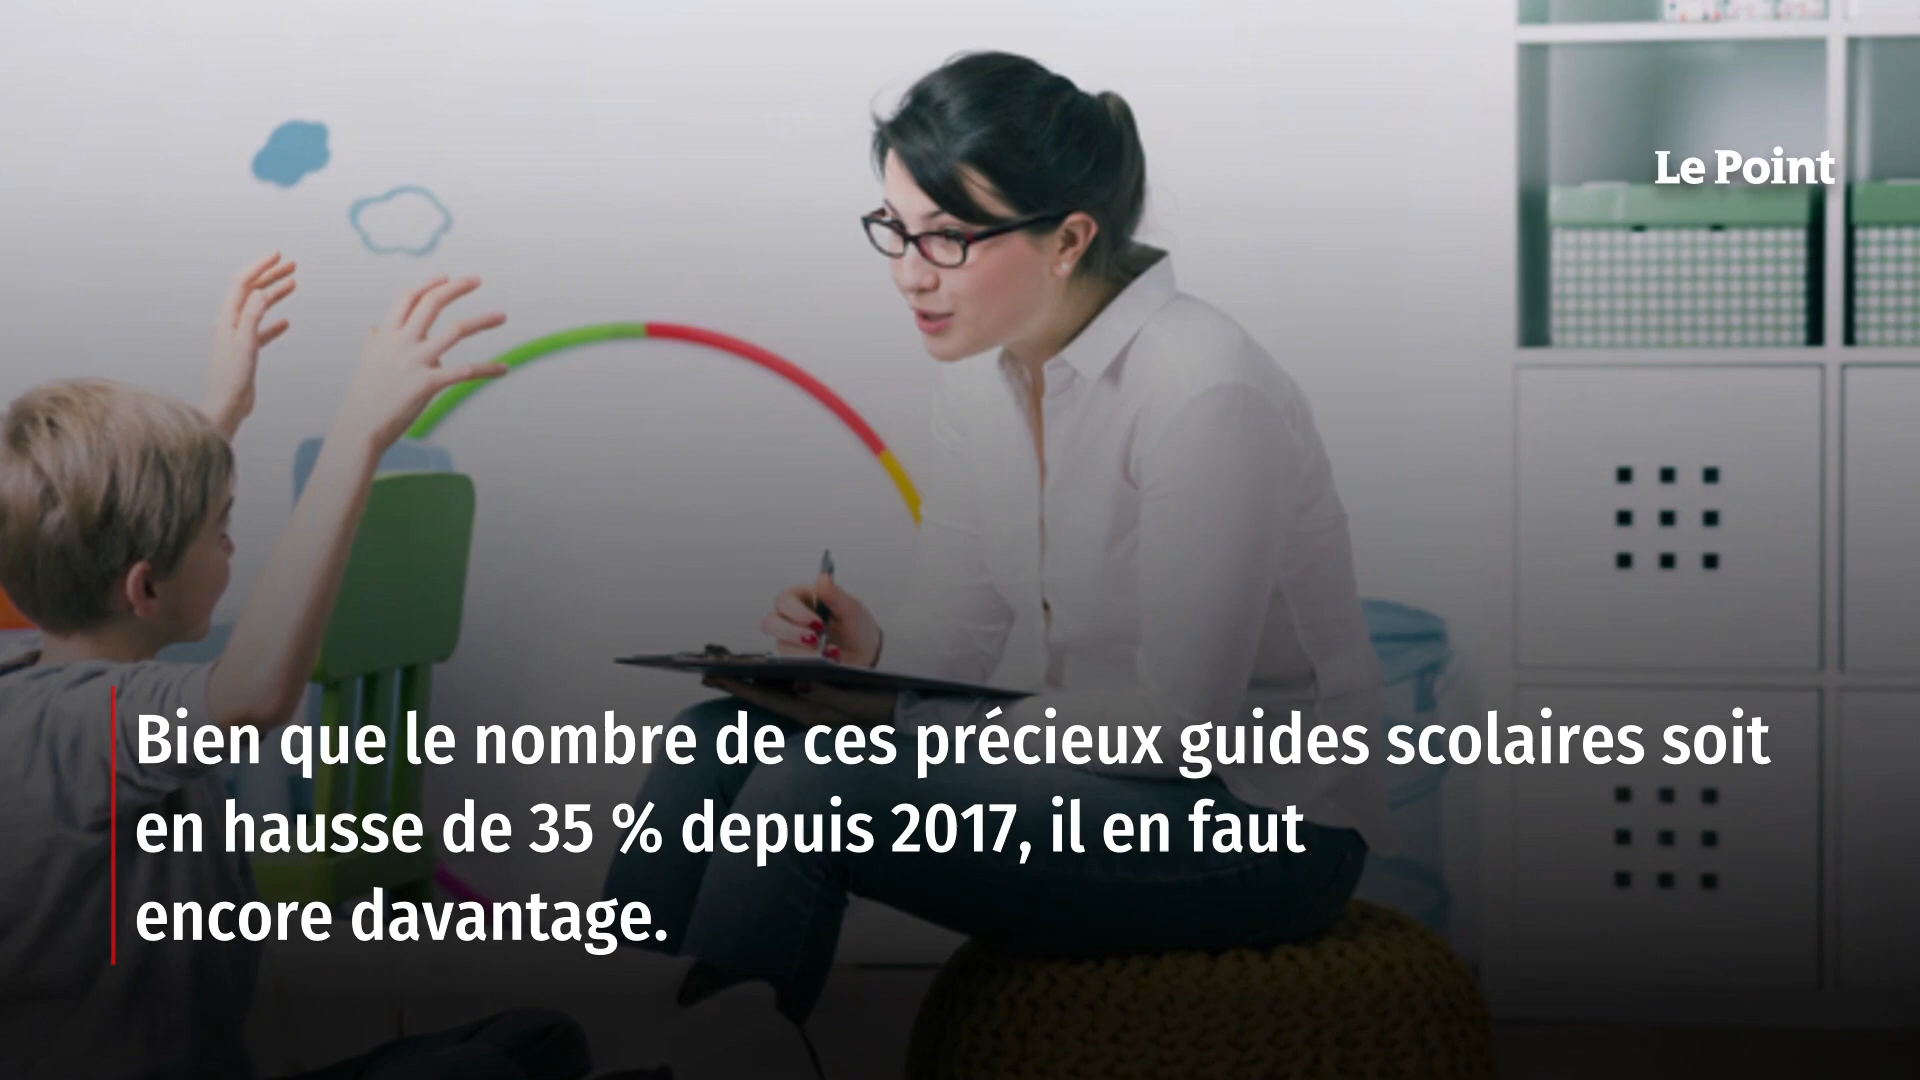 Le Point
Bien que le nombre de ces précieux guides scolaires soit
en hausse de 35 % depuis 2017, il en faut
encore davantage.